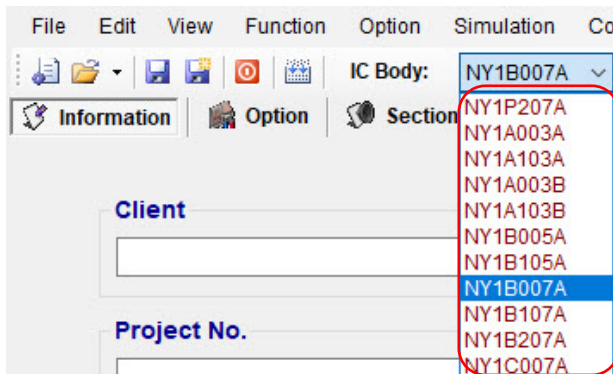 File Edit View Function Option Simulation Co
IC Body: NY1B007A
Information Option Section
NY1P207A
NY1A003A
NY1A103A
NY1A003B
NY1A103B
NY1B005A
NY1B105A
NY1B007A
NY1B107A
NY1B207A
NY1C007A
Client
Project No.